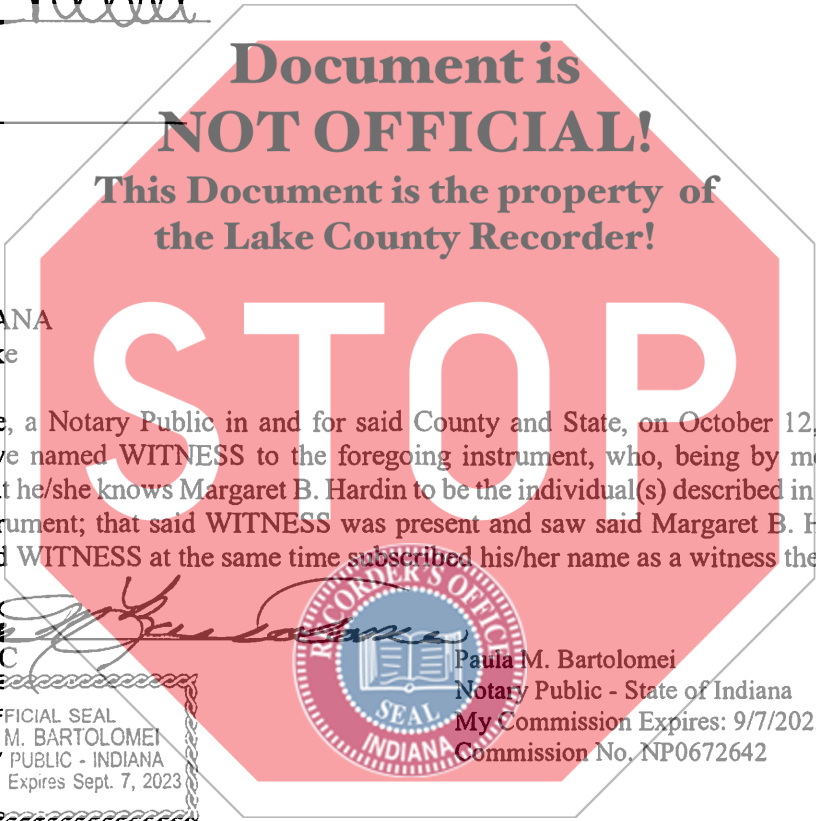 Document is
NOT OFFICIAL!
This Document is the property of
the Lake County Recorder!
STOP
ANA
ke
e, a Notary Public in and for said County and State, on October 12,
ve named WITNESS to the foregoing instrument, who, being by me
t he/she knows Margaret B. Hardin to be the individual(s) described in
rument; that said WITNESS was present and saw said Margaret B. H
d WITNESS at the same time subscribed his/her name as a witness the
RECORDER'S OFFICE
SEAL
INDIANA
C
Paula M. Bartolomei
Notary Public - State of Indiana
My Commission Expires: 9/7/202
Commission No. NP0672642
FFICIAL SEAL
M. BARTOLOMEI
Y PUBLIC - INDIANA
Expires Sept. 7, 2023